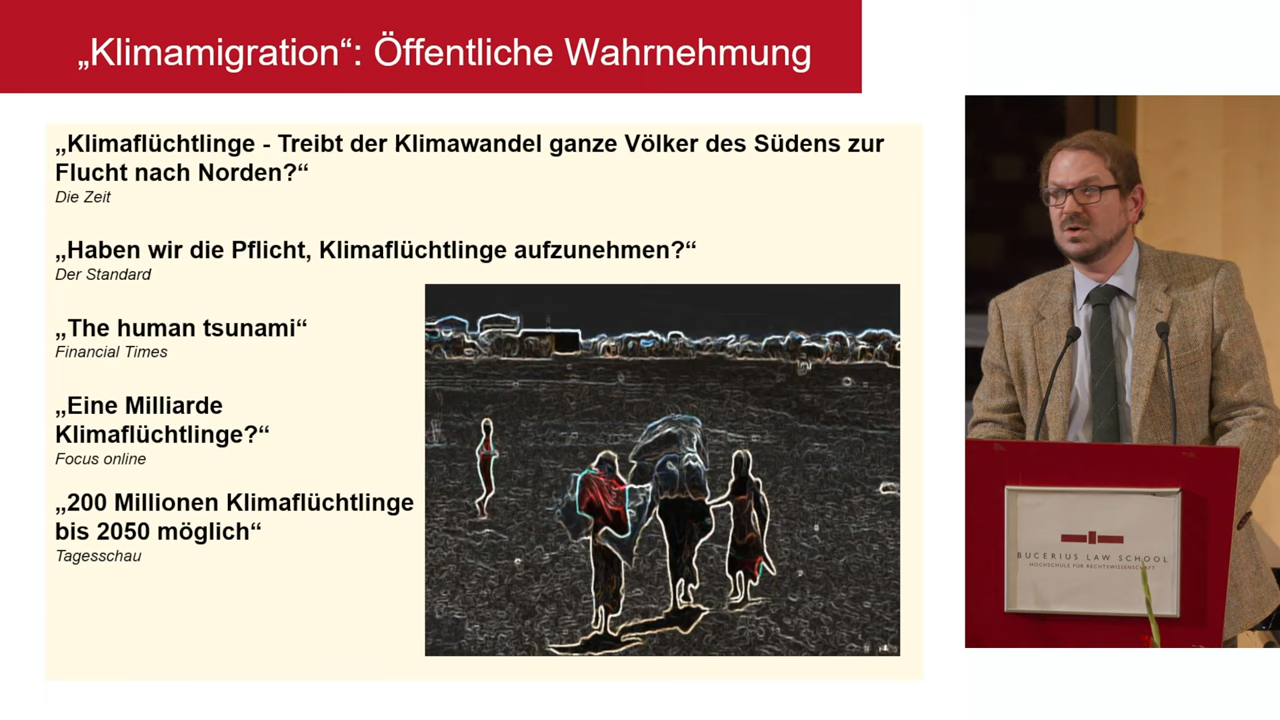 „Klimamigration“: Öffentliche Wahrnehmung
„Klimaflüchtlinge - Treibt der Klimawandel ganze Völker des Südens zur
Flucht nach Norden?“
Die Zeit
„Haben wir die Pflicht, Klimaflüchtlinge aufzunehmen?“
Der Standard
„The human tsunami“
Financial Times
„Eine Milliarde
Klimaflüchtlinge?“
Focus online
„200 Millionen Klimaflüchtlinge
bis 2050 möglich“
Tagesschau
BUCERIUS LAW SCHOOL
HOCHSCHULE FÜR RECHTSWISSENSCHAFT